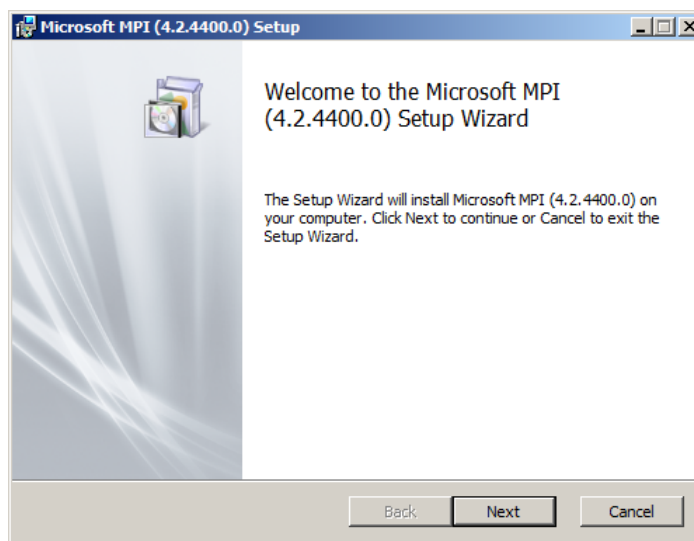 Microsoft MPI (4.2.4400.0) Setup
Welcome to the Microsoft MPI
(4.2.4400.0) Setup Wizard
The Setup Wizard will install Microsoft MPI (4.2.4400.0) on
your computer. Click Next to continue or Cancel to exit the
Setup Wizard.
Back Next Cancel